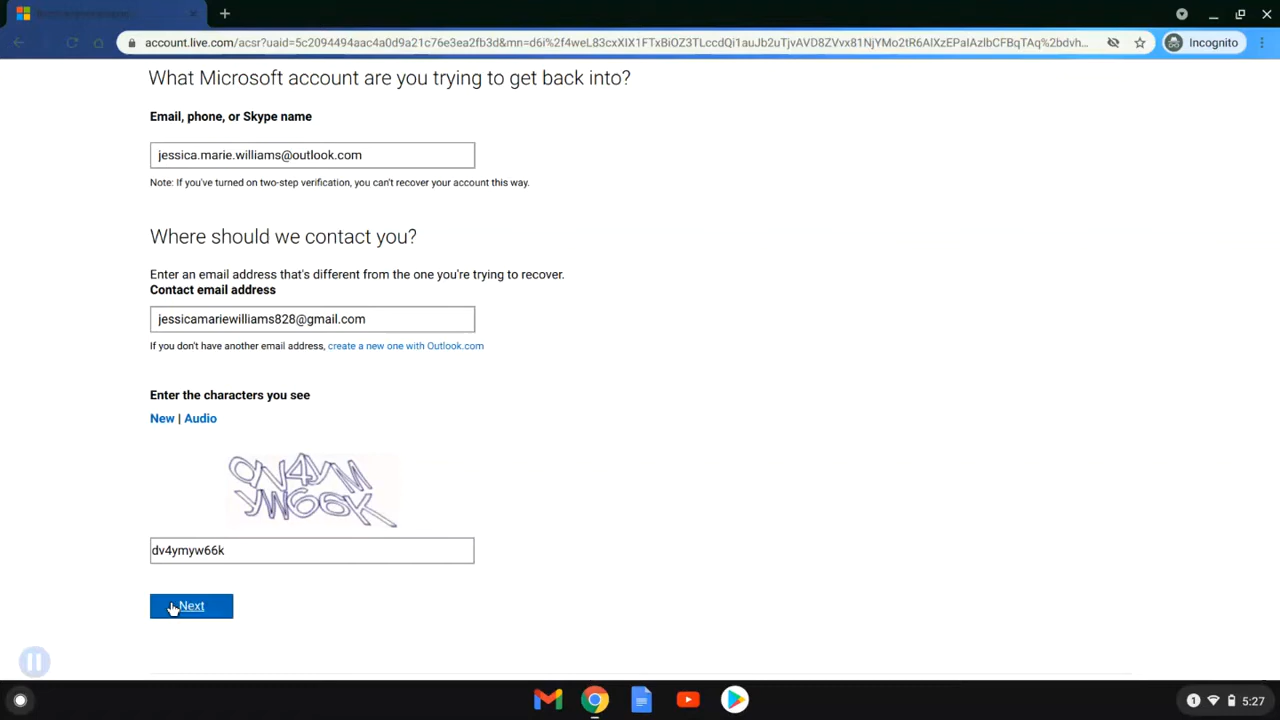 account.live.com/acsr?uaid=5c2094494aac4a0d9a21c76e3ea2fb3d&mn=d6i%2f4weL83cxXIX1FTxBiOZ3TLccdQi1auJb2uTjvAVD8ZVvx81NjYMo2tR6AIXzEPaIAzlbCFBqTAq%2bdvh...
Incognito
What Microsoft account are you trying to get back into?
Email, phone, or Skype name
jessica.marie.williams@outlook.com
Note: If you've turned on two-step verification, you can't recover your account this way.
Where should we contact you?
Enter an email address that's different from the one you're trying to recover.
Contact email address
jessicamariewilliams828@gmail.com
If you don't have another email address, create a new one with Outlook.com
Enter the characters you see
New | Audio
dv4ymyw66k
Next
1
5:27